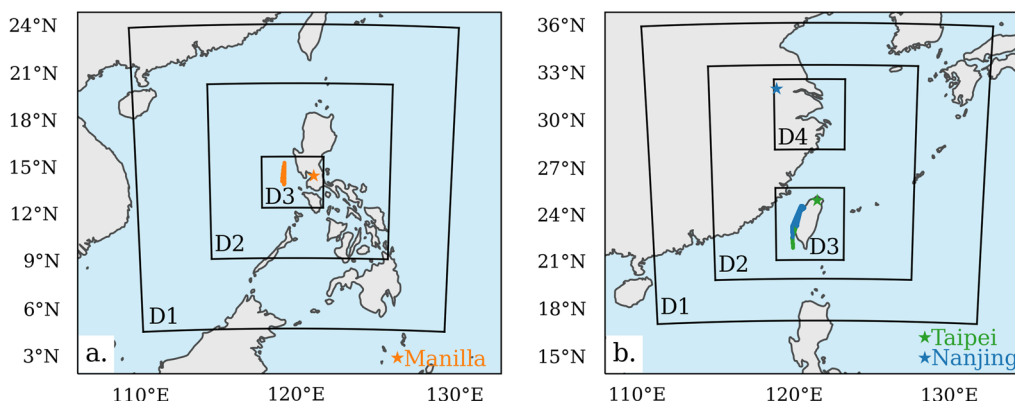 24°N
21°N
18°N
15°N
12°N
9°N
6°N
3°N
D3
D2
D1
a.
Manilla
110°E
120°E
130°E
36°N
33°N
30°N
27°N
24°N
21°N
18°N
15°N
D4
D3
D2
D1
b.
Taipei
Nanjing
110°E
120°E
130°E